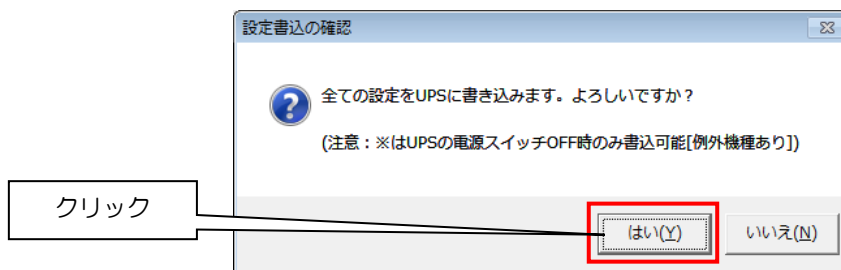 設定書込の確認
全ての設定をUPSに書き込みます。よろしいですか？
(注意：※はUPSの電源スイッチOFF時のみ書込可能[例外機種あり])
クリック
はい(Y)
いいえ(N)